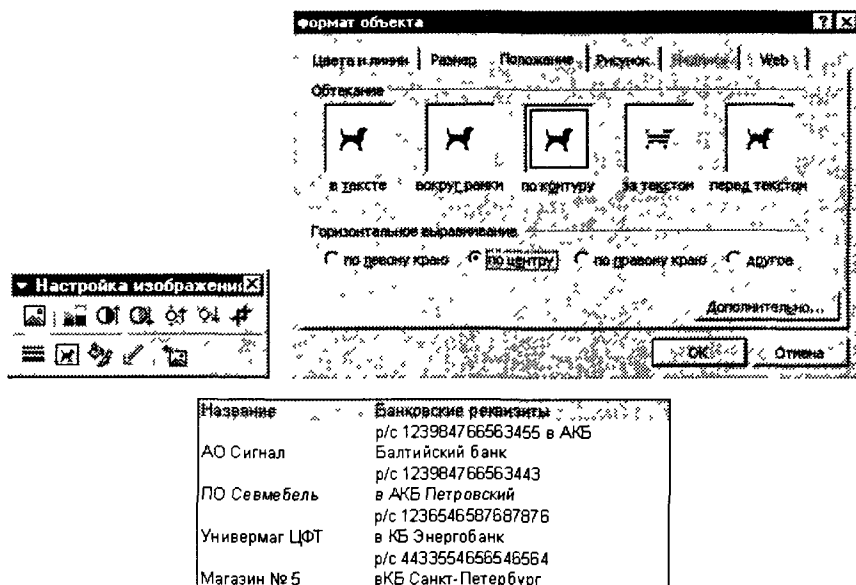 Формат объекта
Цвета и линии Размер Положение Рисунок Web
Обтекание
в тексте вокруг рамки по контуру за текстом перед текстом
Горизонтальное выравнивание
по левому краю по центру по правому краю другое
Дополнительно...
OK Отмена
Настройка изображения
Название Банковские реквизиты
р/с 123984766563455 в АКБ
АО Сигнал Балтийский банк
р/с 123984766563443
ПО Севмебель в АКБ Петровский
р/с 1236546587687876
Универмаг ЦФТ в КБ Энергобанк
р/с 4433554656546564
Магазин № 5 вКБ Санкт-Петербург